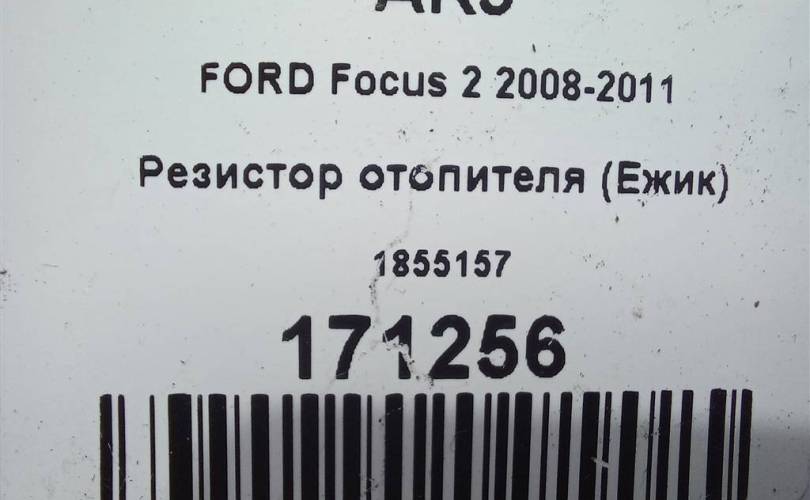 FORD Focus 2 2008-2011
Резистор отопителя (Ежик)
1855157
171256